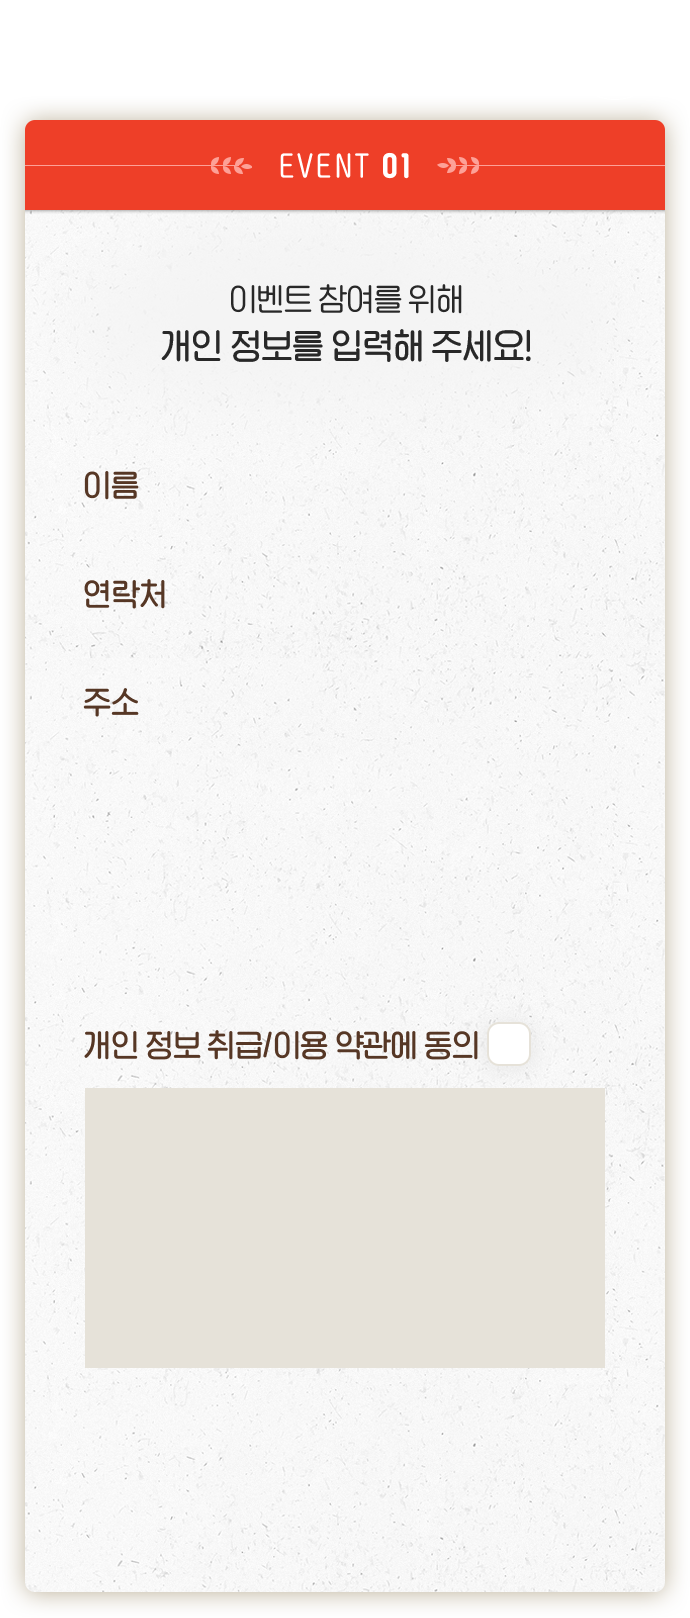 EVENT 01
이벤트 참여를 위해
개인 정보를 입력해 주세요!
이름
연락처
주소
개인 정보 취급/이용 약관에 동의